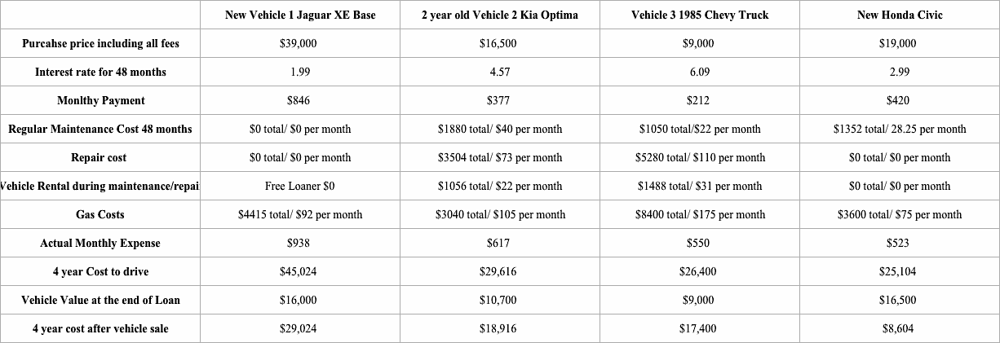 New Vehicle 1 Jaguar XE Base 2 year old Vehicle 2 Kia Optima Vehicle 3 1985 Chevy Truck New Honda Civic
Purcahse price including all fees $39,000 $16,500 $9,000 $19,000
Interest rate for 48 months 1.99 4.57 6.09 2.99
Monlthy Payment $846 $377 $212 $420
Regular Maintenance Cost 48 months $0 total/ $0 per month $1880 total/ $40 per month $1050 total/$22 per month $1352 total/ 28.25 per month
Repair cost $0 total/ $0 per month $3504 total/ $73 per month $5280 total/ $110 per month $0 total/ $0 per month
Vehicle Rental during maintenance/repai Free Loaner $0 $1056 total/ $22 per month $1488 total/ $31 per month $0 total/ $0 per month
Gas Costs $4415 total/ $92 per month $3040 total/ $105 per month $8400 total/ $175 per month $3600 total/ $75 per month
Actual Monthly Expense $938 $617 $550 $523
4 year Cost to drive $45,024 $29,616 $26,400 $25,104
Vehicle Value at the end of Loan $16,000 $10,700 $9,000 $16,500
4 year cost after vehicle sale $29,024 $18,916 $17,400 $8,604